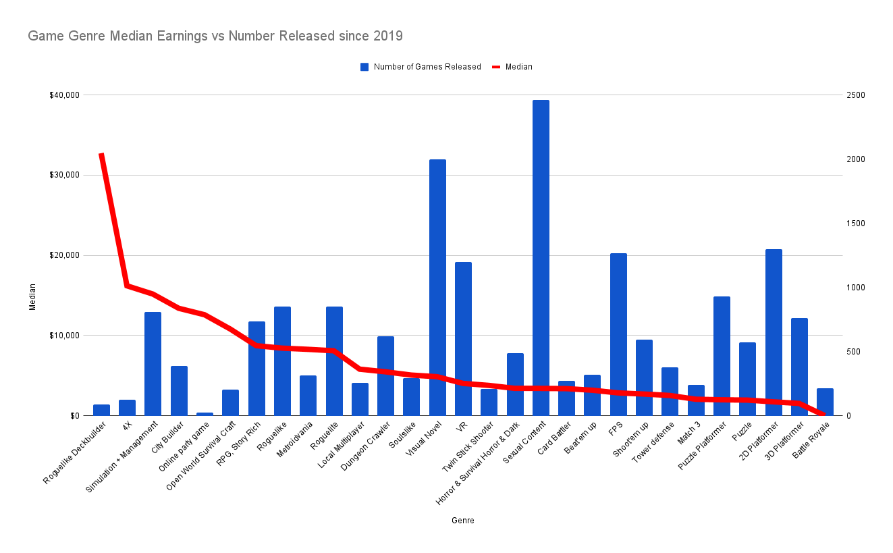 Game Genre Median Earnings vs Number Released since 2019
Number of Games Released
Median
$40,000
$30,000
$20,000
$10,000
$0
Median
2500
2000
1500
1000
500
0
Roguelike Deckbuilder
4X
Simulation * Management
City Builder
Online party game
Open World Survival Craft
RPG, Story Rich
Roguelike
Metroidvania
Roguelite
Local Multiplayer
Dungeon Crawler
Soulslike
Visual Novel
VR
Twin Stick Shooter
Horror & Survival Horror & Dark
Sexual Content
Card Battler
Beat'em up
FPS
Shoot'em up
Tower defense
Match 3
Puzzle Platformer
Puzzle
2D Platformer
3D Platformer
Battle Royale
Genre